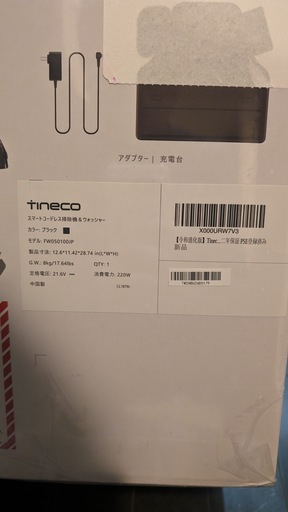 アダプター | 充電台
tineco
スマートコードレス掃除機＆ウォッシャー
カラー: ブラック
モデル: FW050100JP
製品寸法: 12.6*11.42*28.74 in(L*W*H)
G.W.: 8kg/17.64lbs QTY: 1
定格電圧: 21.6V 消費電力: 220W
中国製
X000URW7V3
新品